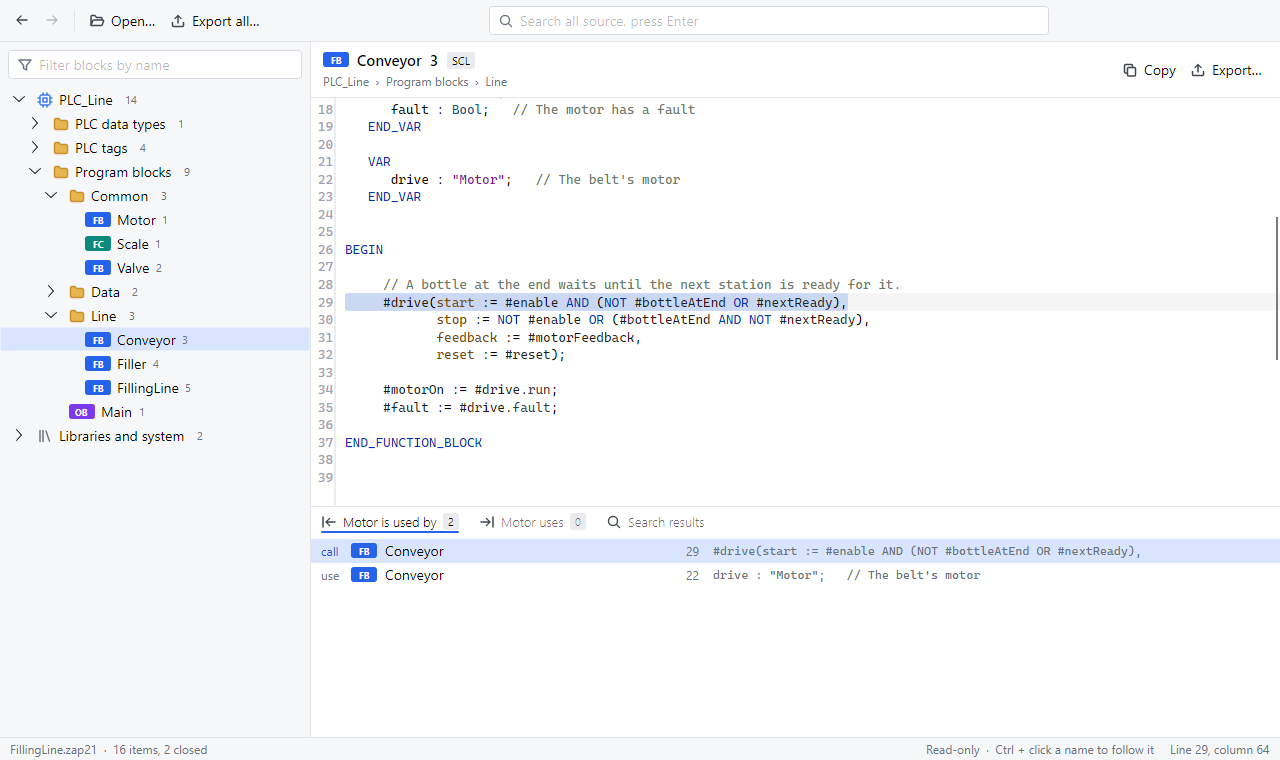 Open...
Export all...
Search all source, press Enter
Filter blocks by name
PLC_Line 14
PLC data types 1
PLC tags 4
Program blocks 9
Common 3
FB Motor 1
FC Scale 1
FB Valve 2
Data 2
Line 3
FB Conveyor 3
FB Filler 4
FB FillingLine 5
OB Main 1
Libraries and system 2
FB Conveyor 3 SCL
PLC_Line › Program blocks › Line
Copy
Export...
18 fault : Bool; // The motor has a fault
19 END_VAR
20
21 VAR
22 drive : "Motor"; // The belt's motor
23 END_VAR
24
25
26 BEGIN
27
28 // A bottle at the end waits until the next station is ready for it.
29 #drive(start := #enable AND (NOT #bottleAtEnd OR #nextReady),
30 stop := NOT #enable OR (#bottleAtEnd AND NOT #nextReady),
31 feedback := #motorFeedback,
32 reset := #reset);
33
34 #motorOn := #drive.run;
35 #fault := #drive.fault;
36
37 END_FUNCTION_BLOCK
38
39
Motor is used by 2
Motor uses 0
Search results
call FB Conveyor 29 #drive(start := #enable AND (NOT #bottleAtEnd OR #nextReady),
use FB Conveyor 22 drive : "Motor"; // The belt's motor
FillingLine.zap21 · 16 items, 2 closed
Read-only · Ctrl + click a name to follow it
Line 29, column 64